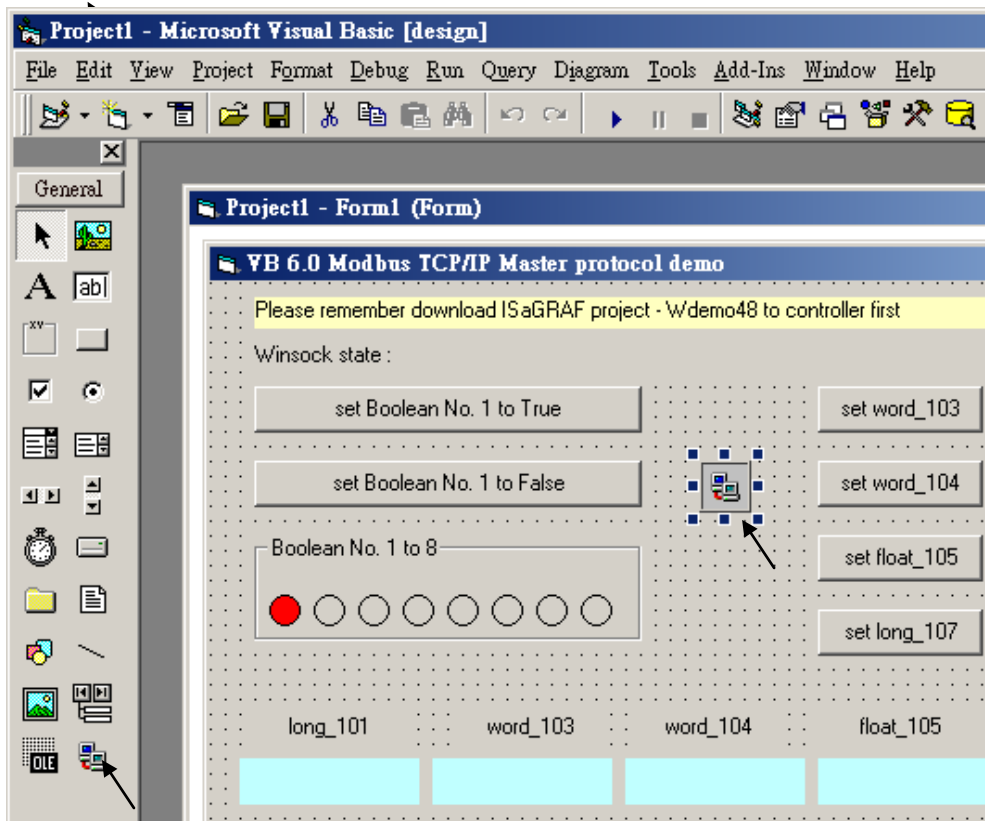 Project1 - Microsoft Visual Basic [design]
File Edit View Project Format Debug Run Query Diagram Tools Add-Ins Window Help
General
Project1 - Form1 (Form)
A
abl
VB 6.0 Modbus TCP/IP Master protocol demo
Please remember download ISaGRAF project - Wdemo48 to controller first
XY
Winsock state :
set Boolean No. 1 to True
set word_103
set Boolean No. 1 to False
set word_104
Boolean No. 1 to 8
set float_105
set long_107
long_101 word_103 word_104 float_105
OLE